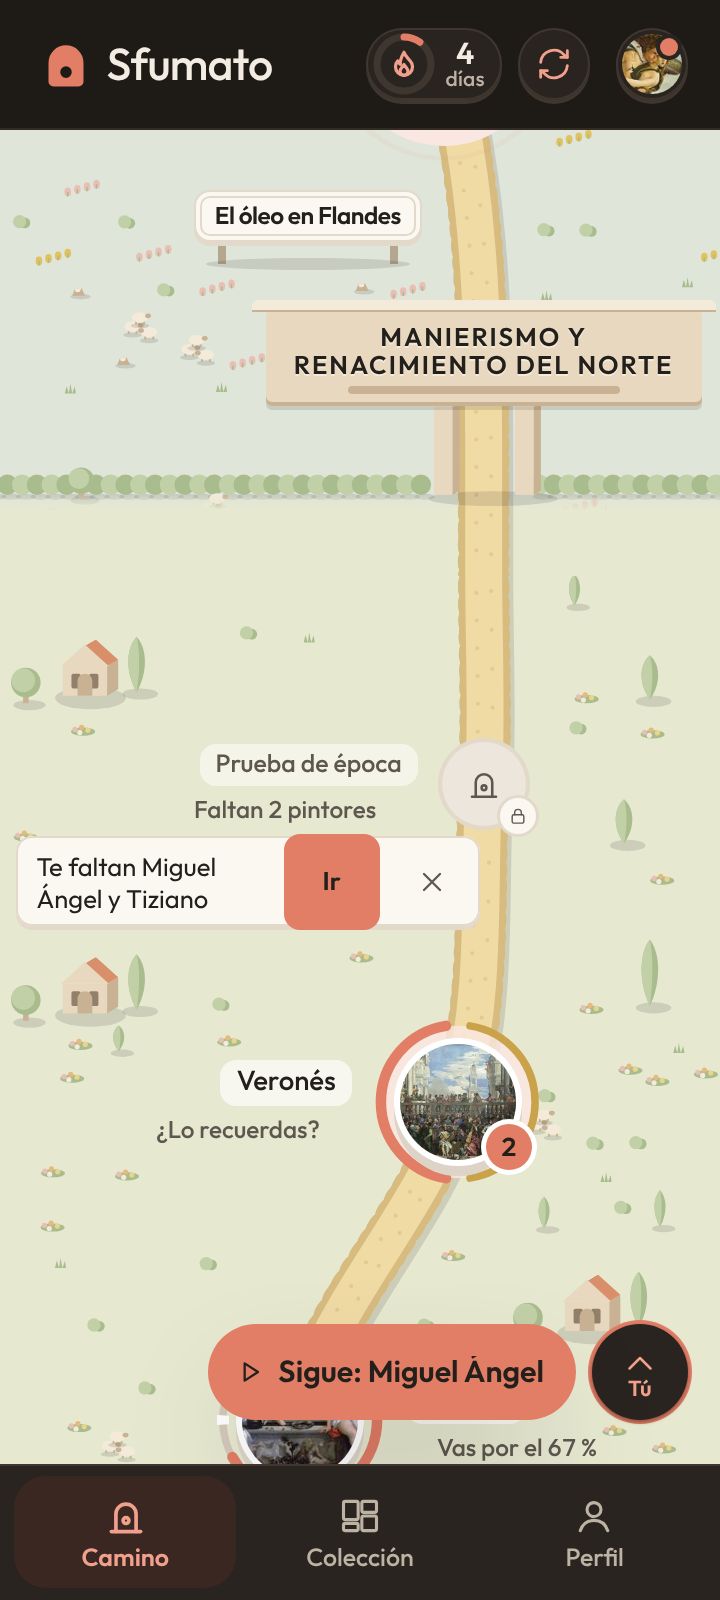 Sfumato
4
días
El óleo en Flandes
MANIERISMO Y
RENACIMIENTO DEL NORTE
Prueba de época
Faltan 2 pintores
Te faltan Miguel
Ángel y Tiziano
Ir
Veronés
¿Lo recuerdas?
2
Sigue: Miguel Ángel
Tú
Vas por el 67 %
Camino
Colección
Perfil